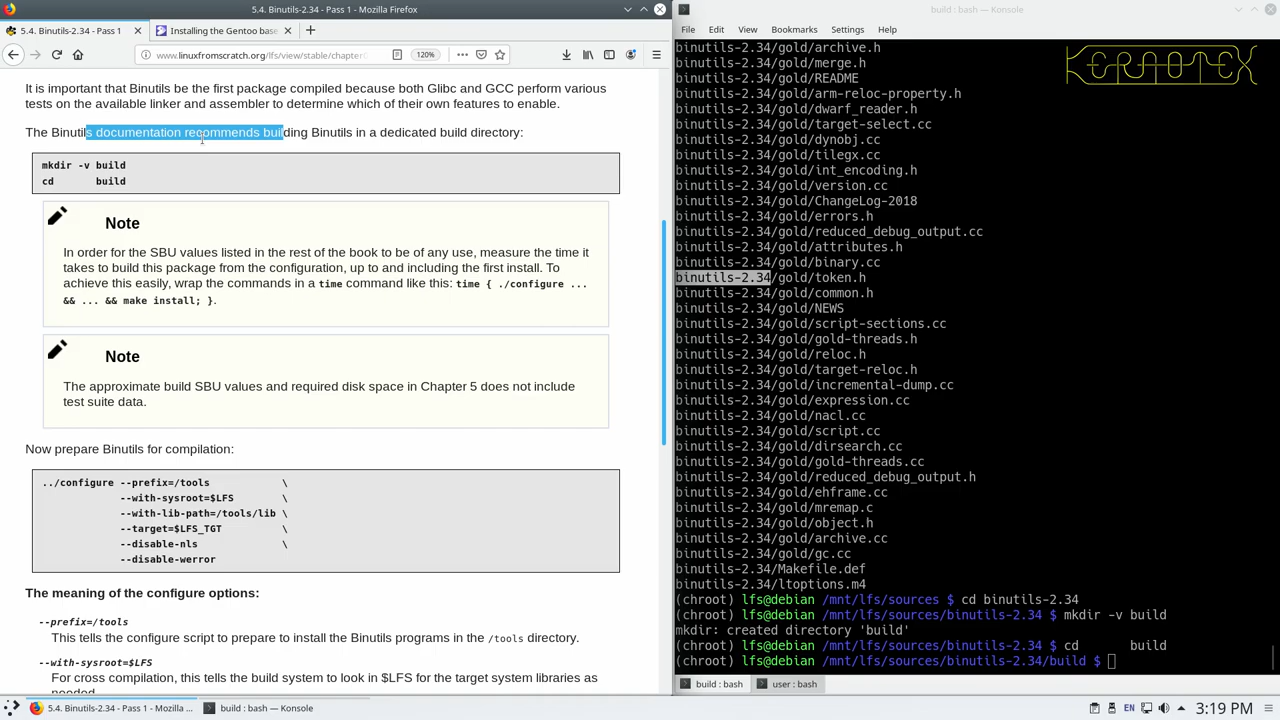 5.4. Binutils-2.34 - Pass 1 - Mozilla Firefox
5.4. Binutils-2.34 - Pass 1
Installing the Gentoo base
www.linuxfromscratch.org/lfs/view/stable/chapter
120%
It is important that Binutils be the first package compiled because both Glibc and GCC perform various
tests on the available linker and assembler to determine which of their own features to enable.
The Binutils documentation recommends building Binutils in a dedicated build directory:
mkdir -v build
cd       build
Note
In order for the SBU values listed in the rest of the book to be of any use, measure the time it
takes to build this package from the configuration, up to and including the first install. To
achieve this easily, wrap the commands in a time command like this: time { ./configure ...
&& ... && make install; }.
Note
The approximate build SBU values and required disk space in Chapter 5 does not include
test suite data.
Now prepare Binutils for compilation:
../configure --prefix=/tools            \
--with-sysroot=$LFS        \
--with-lib-path=/tools/lib \
--target=$LFS_TGT          \
--disable-nls              \
--disable-werror
The meaning of the configure options:
--prefix=/tools
This tells the configure script to prepare to install the Binutils programs in the /tools directory.
--with-sysroot=$LFS
For cross compilation, this tells the build system to look in $LFS for the target system libraries as
needed.
build : bash — Konsole
File Edit View Bookmarks Settings Help
KERNOTEX
binutils-2.34/gold/archive.h
binutils-2.34/gold/merge.h
binutils-2.34/gold/README
binutils-2.34/gold/arm-reloc-property.h
binutils-2.34/gold/dwarf_reader.h
binutils-2.34/gold/target-select.cc
binutils-2.34/gold/dynobj.cc
binutils-2.34/gold/tilegx.cc
binutils-2.34/gold/int_encoding.h
binutils-2.34/gold/version.cc
binutils-2.34/gold/ChangeLog-2018
binutils-2.34/gold/errors.h
binutils-2.34/gold/reduced_debug_output.cc
binutils-2.34/gold/attributes.h
binutils-2.34/gold/binary.cc
binutils-2.34/gold/token.h
binutils-2.34/gold/common.h
binutils-2.34/gold/NEWS
binutils-2.34/gold/script-sections.cc
binutils-2.34/gold/gold-threads.h
binutils-2.34/gold/reloc.h
binutils-2.34/gold/target-reloc.h
binutils-2.34/gold/incremental-dump.cc
binutils-2.34/gold/expression.cc
binutils-2.34/gold/nacl.cc
binutils-2.34/gold/script.cc
binutils-2.34/gold/dirsearch.cc
binutils-2.34/gold/gold-threads.cc
binutils-2.34/gold/reduced_debug_output.h
binutils-2.34/gold/ehframe.cc
binutils-2.34/gold/mremap.c
binutils-2.34/gold/object.h
binutils-2.34/gold/archive.cc
binutils-2.34/gold/gc.cc
binutils-2.34/Makefile.def
binutils-2.34/ltoptions.m4
(chroot) lfs@debian /mnt/lfs/sources $ cd binutils-2.34
(chroot) lfs@debian /mnt/lfs/sources/binutils-2.34 $ mkdir -v build
mkdir: created directory 'build'
(chroot) lfs@debian /mnt/lfs/sources/binutils-2.34 $ cd       build
(chroot) lfs@debian /mnt/lfs/sources/binutils-2.34/build $
build : bash
user : bash
5.4. Binutils-2.34 - Pass 1 - Mozilla ...
build : bash — Konsole
EN
3:19 PM